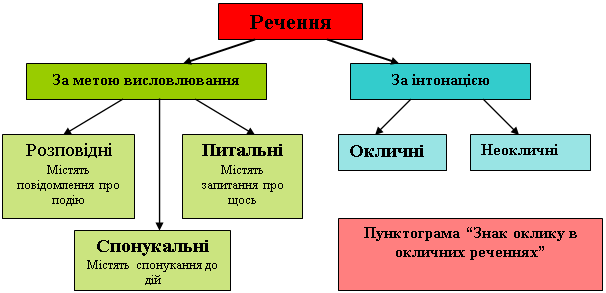 Речення
За метою висловлювання
За інтонацією
Розповідні
Містять
повідомлення про
подію
Питальні
Містять
запитання про
щось
Окличні
Неокличні
Спонукальні
Містять спонукання до
дій
Пунктограма “Знак оклику в
окличних реченнях”